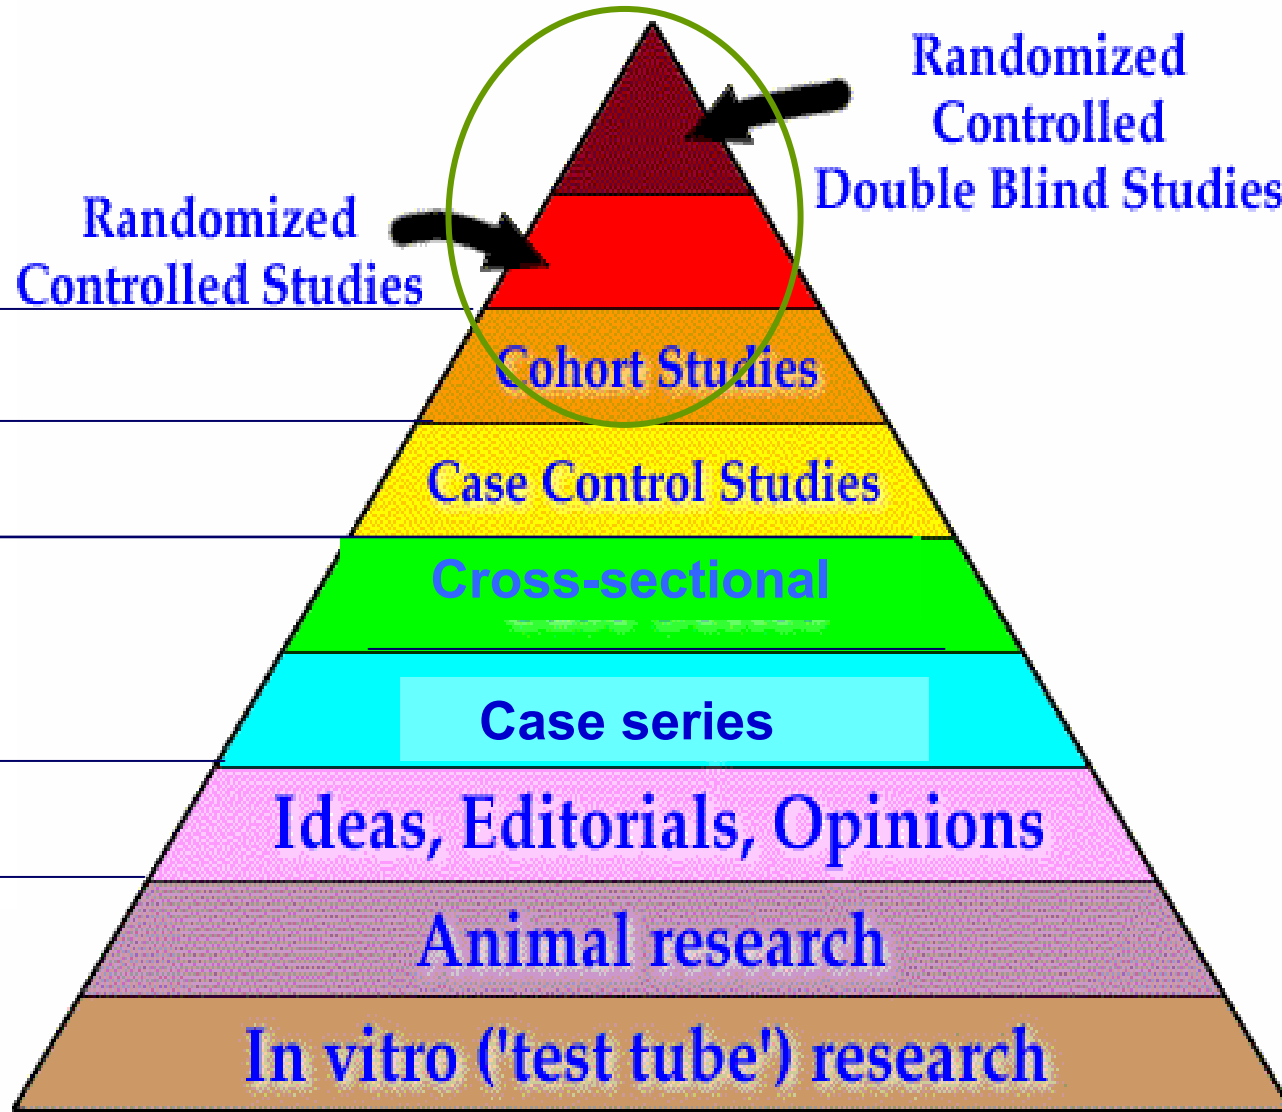 Randomized
Controlled
Double Blind Studies
Randomized
Controlled Studies
Cohort Studies
Case Control Studies
Cross-sectional
Case series
Ideas, Editorials, Opinions
Animal research
In vitro ('test tube') research